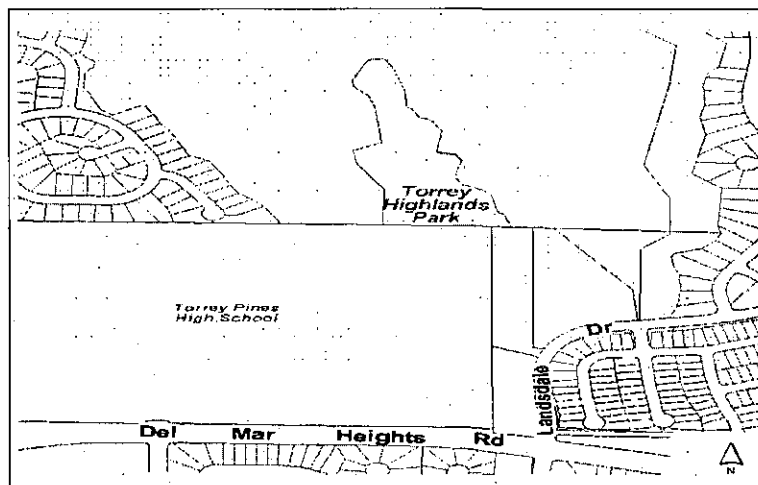 Torrey
Highlands
Park
Torrey Pines
High School
Dr
Landsdale
Del Mar Heights Rd
N